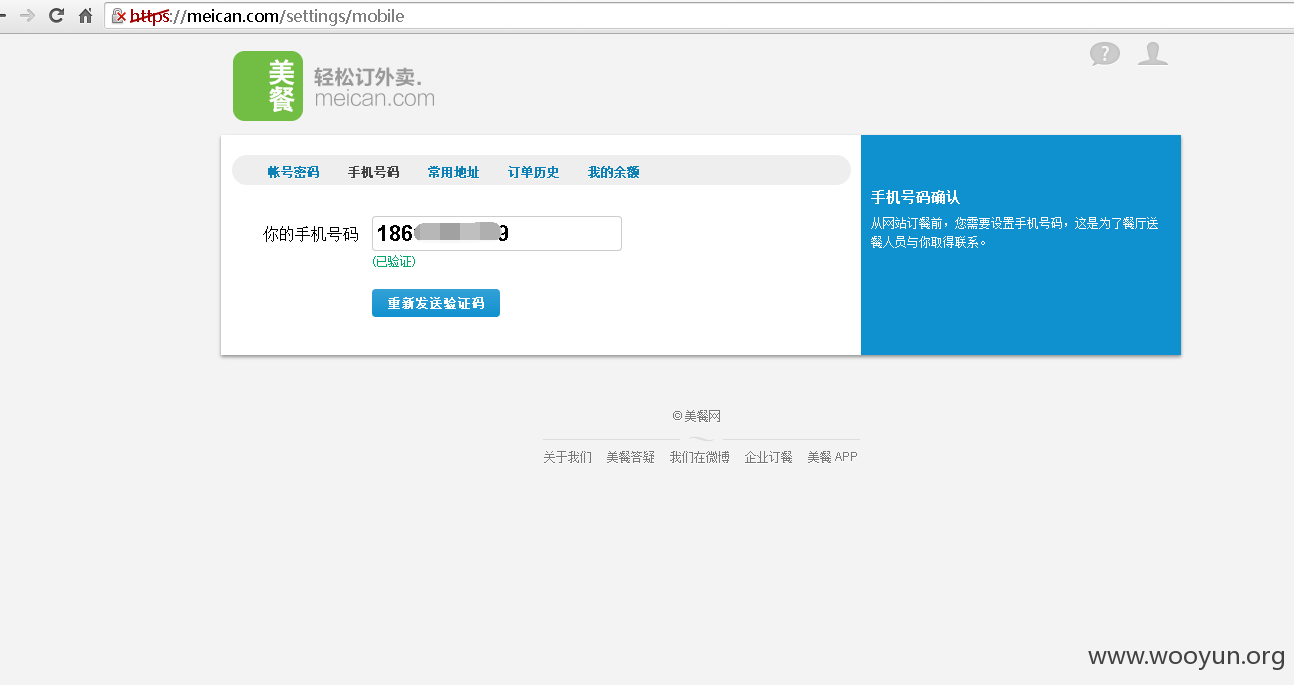 https://meican.com/settings/mobile
美餐
轻松订外卖.
meican.com
帐号密码 手机号码 常用地址 订单历史 我的余额
你的手机号码 186 9
(已验证)
重新发送验证码
手机号码确认
从网站订餐前，您需要设置手机号码，这是为了餐厅送
餐人员与你取得联系。
©美餐网
关于我们 美餐答疑 我们在微博 企业订餐 美餐 APP
www.wooyun.org